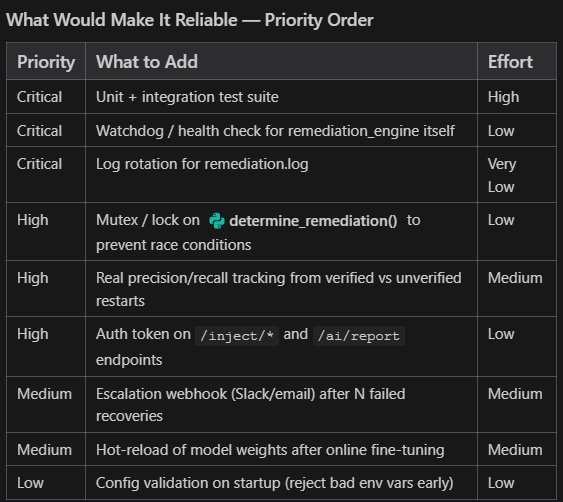 What Would Make It Reliable — Priority Order
Priority What to Add Effort
Critical Unit + integration test suite High
Critical Watchdog / health check for remediation_engine itself Low
Critical Log rotation for remediation.log Very
Low
High Mutex / lock on determine_remediation() to Low
prevent race conditions
High Real precision/recall tracking from verified vs unverified Medium
restarts
High Auth token on /inject/* and /ai/report Low
endpoints
Medium Escalation webhook (Slack/email) after N failed Medium
recoveries
Medium Hot-reload of model weights after online fine-tuning Medium
Low Config validation on startup (reject bad env vars early) Low